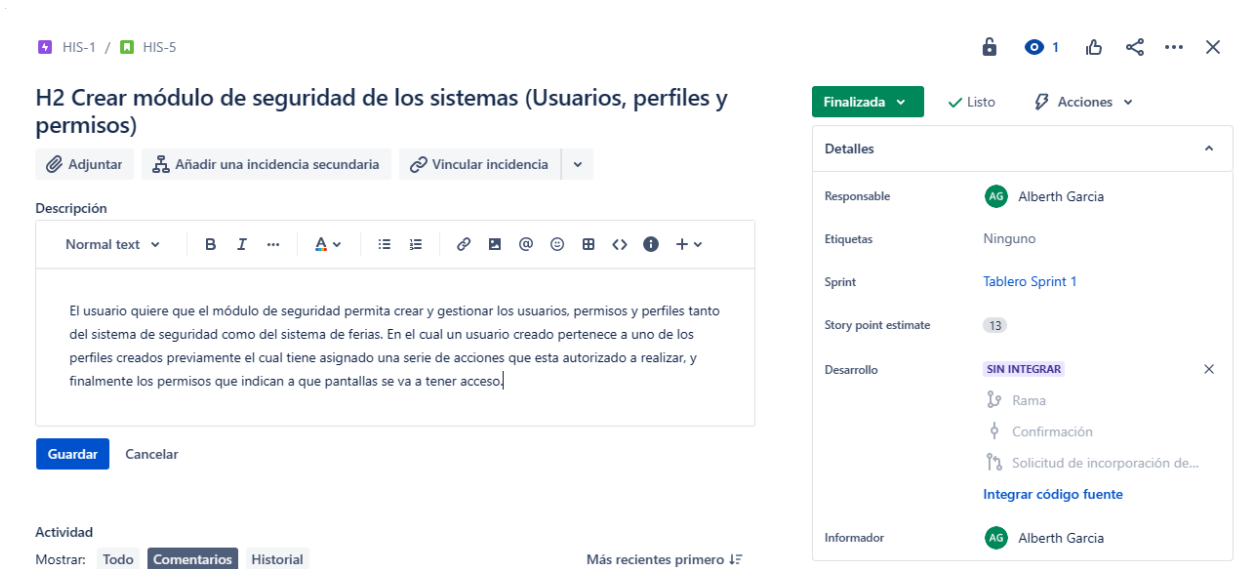 HIS-1 / HIS-5
1
H2 Crear módulo de seguridad de los sistemas (Usuarios, perfiles y
permisos)
Adjuntar Añadir una incidencia secundaria Vincular incidencia
Descripción
Normal text B I ... A @ <> +
El usuario quiere que el módulo de seguridad permita crear y gestionar los usuarios, permisos y perfiles tanto
del sistema de seguridad como del sistema de ferias. En el cual un usuario creado pertenece a uno de los
perfiles creados previamente el cual tiene asignado una serie de acciones que esta autorizado a realizar, y
finalmente los permisos que indican a que pantallas se va a tener acceso.
Guardar Cancelar
Actividad
Mostrar: Todo Comentarios Historial Más recientes primero
Finalizada Listo Acciones
Detalles
Responsable AG Alberth Garcia
Etiquetas Ninguno
Sprint Tablero Sprint 1
Story point estimate 13
Desarrollo SIN INTEGRAR
Rama
Confirmación
Solicitud de incorporación de...
Integrar código fuente
Informador AG Alberth Garcia